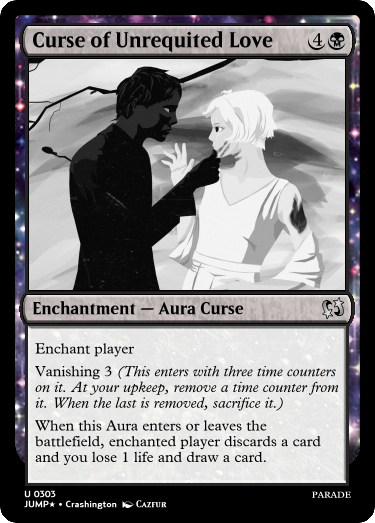 Curse of Unrequited Love 4
Enchantment — Aura Curse
Enchant player
Vanishing 3 (This enters with three time counters
on it. At your upkeep, remove a time counter from
it. When the last is removed, sacrifice it.)
When this Aura enters or leaves the
battlefield, enchanted player discards a card
and you lose 1 life and draw a card.
U 0303
JUMP★ • Crashington Cazfur
PARADE